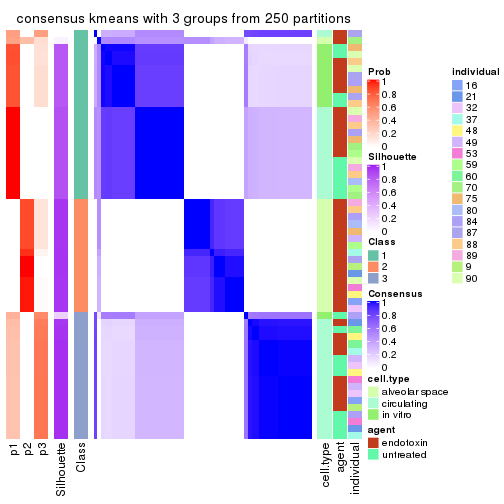 consensus kmeans with 3 groups from 250 partitions
p1
p2
p3
Silhouette
Class
cell.type
agent
individual
Prob
1
0.8
0.6
0.4
0.2
0
Silhouette
1
0.8
0.6
0.4
0.2
0
Class
1
2
3
Consensus
1
0.8
0.6
0.4
0.2
0
cell.type
alveolar space
circulating
in vitro
agent
endotoxin
untreated
Individual
16
21
32
37
48
49
53
59
60
70
75
80
84
87
88
89
9
90